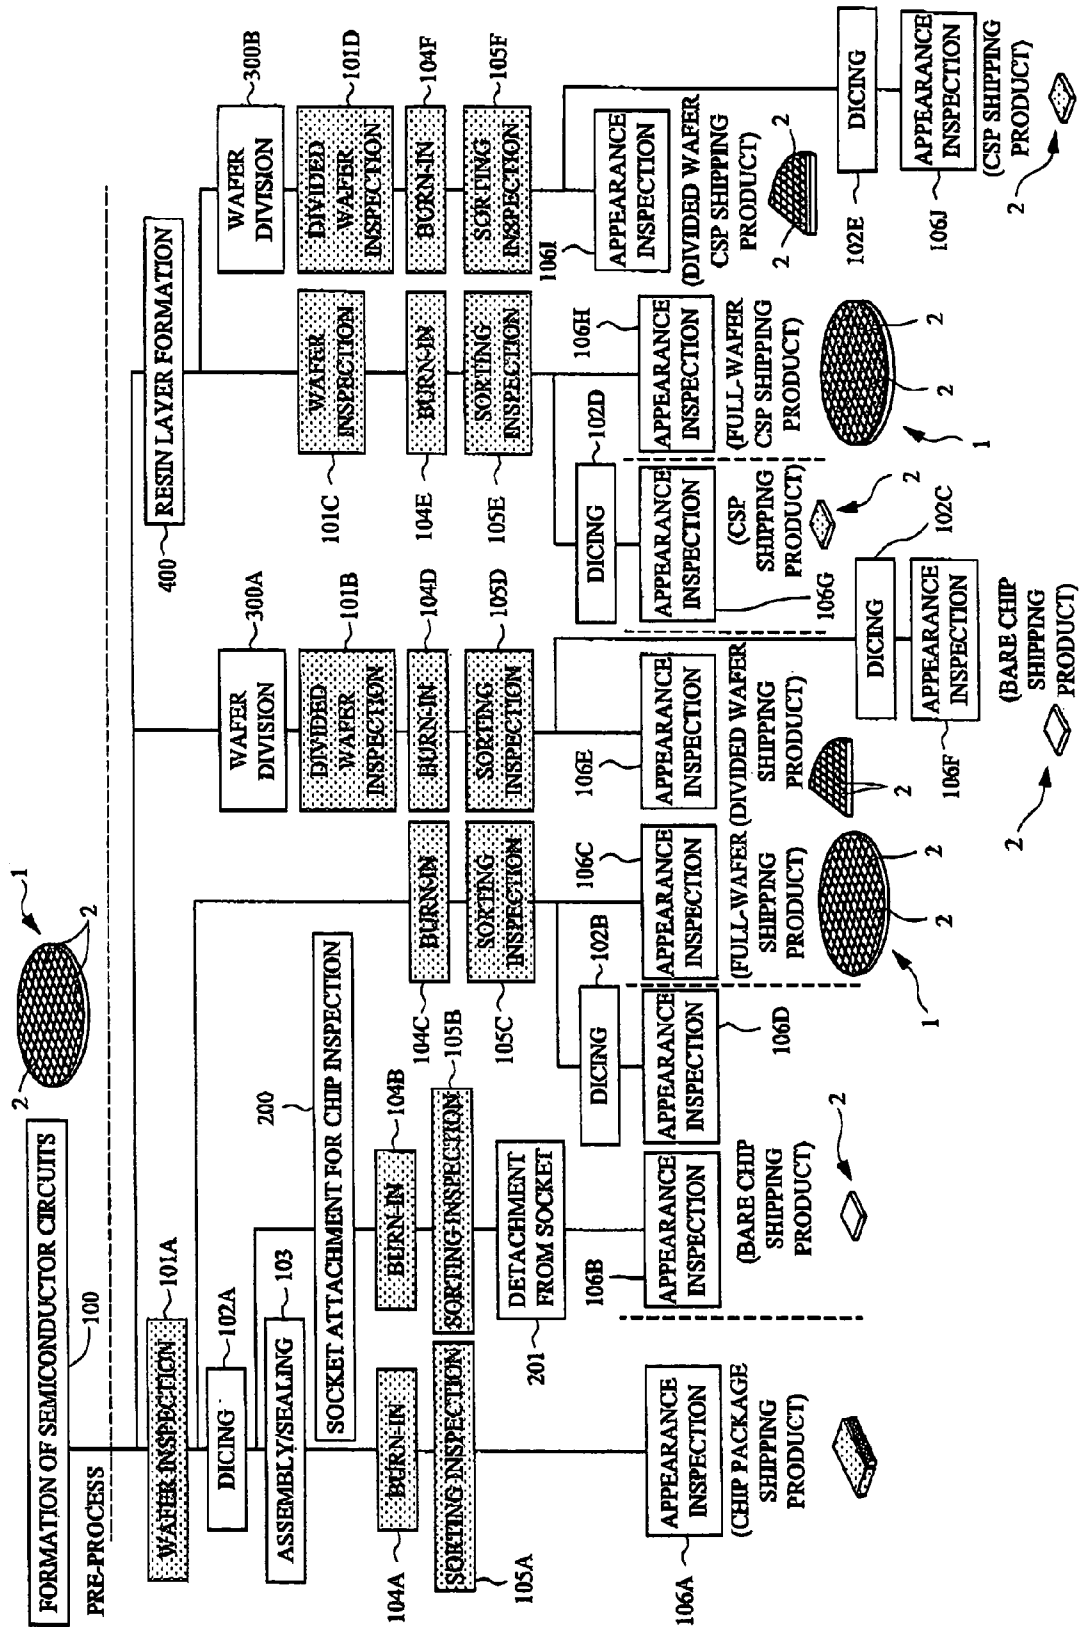 FORMATION OF SEMICONDUCTOR CIRCUITS
100
2
2
1
PRE-PROCESS
WAFER INSPECTION
101A
DICING
102A
ASSEMBLY/SEALING
103
SOCKET ATTACHMENT FOR CHIP INSPECTION
200
BURN-IN
104A
BURN-IN
104B
SORTING INSPECTION
105A
SORTING INSPECTION
105B
DETACHMENT
FROM SOCKET
201
APPEARANCE
INSPECTION
106A
(CHIP PACKAGE
SHIPPING
PRODUCT)
APPEARANCE
INSPECTION
106B
(BARE CHIP
SHIPPING
PRODUCT)
2
BURN-IN
104C
SORTING
INSPECTION
105C
DICING
102B
APPEARANCE
INSPECTION
106D
APPEARANCE
INSPECTION
106C
(FULL-WAFER
SHIPPING
PRODUCT)
2
2
1
WAFER
DIVISION
300A
DIVIDED
WAFER
INSPECTION
101B
BURN-IN
104D
SORTING
INSPECTION
105D
APPEARANCE
INSPECTION
106E
(DIVIDED WAFER
SHIPPING
PRODUCT)
2
DICING
102C
APPEARANCE
INSPECTION
106F
(BARE CHIP
SHIPPING
PRODUCT)
2
RESIN LAYER FORMATION
400
WAFER
INSPECTION
101C
BURN-IN
104E
SORTING
INSPECTION
105E
DICING
102D
APPEARANCE
INSPECTION
106G
(CSP
SHIPPING
PRODUCT)
2
APPEARANCE
INSPECTION
106H
(FULL-WAFER
CSP SHIPPING
PRODUCT)
2
2
1
WAFER
DIVISION
300B
DIVIDED
WAFER
INSPECTION
101D
BURN-IN
104F
SORTING
INSPECTION
105F
APPEARANCE
INSPECTION
106I
(DIVIDED WAFER
CSP SHIPPING
PRODUCT)
2
2
2
DICING
102E
APPEARANCE
INSPECTION
106J
(CSP SHIPPING
PRODUCT)
2